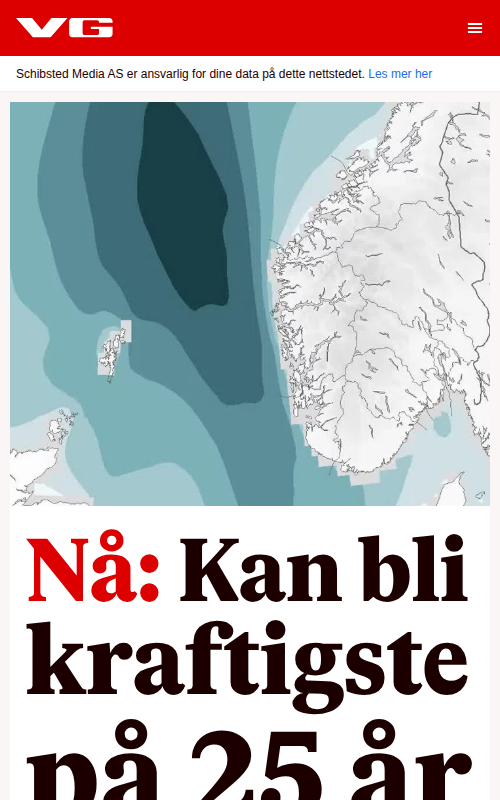 VG
Schibsted Media AS er ansvarlig for dine data på dette nettstedet. Les mer her
Nå: Kan bli
kraftigste
på 25 år